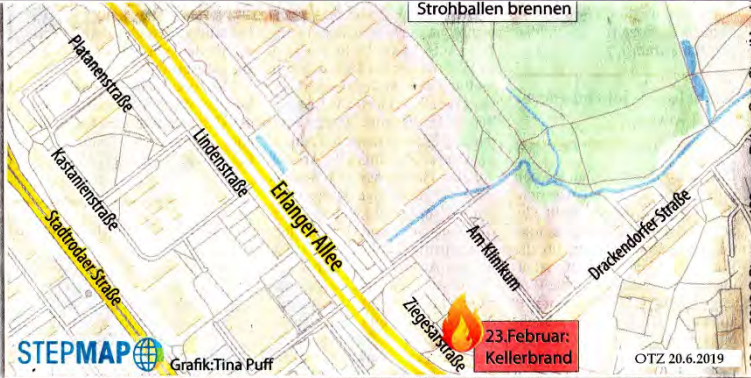 Strohballen brennen
Platanenstraße
Kastanienstraße
Lindenstraße
Stadtrodaer Straße
Erlanger Allee
Am Klinikum
Drackendorfer Straße
Ziegesarstraße
23.Februar:
Kellerbrand
STEPMAP
Grafik:Tina Puff
OTZ 20.6.2019